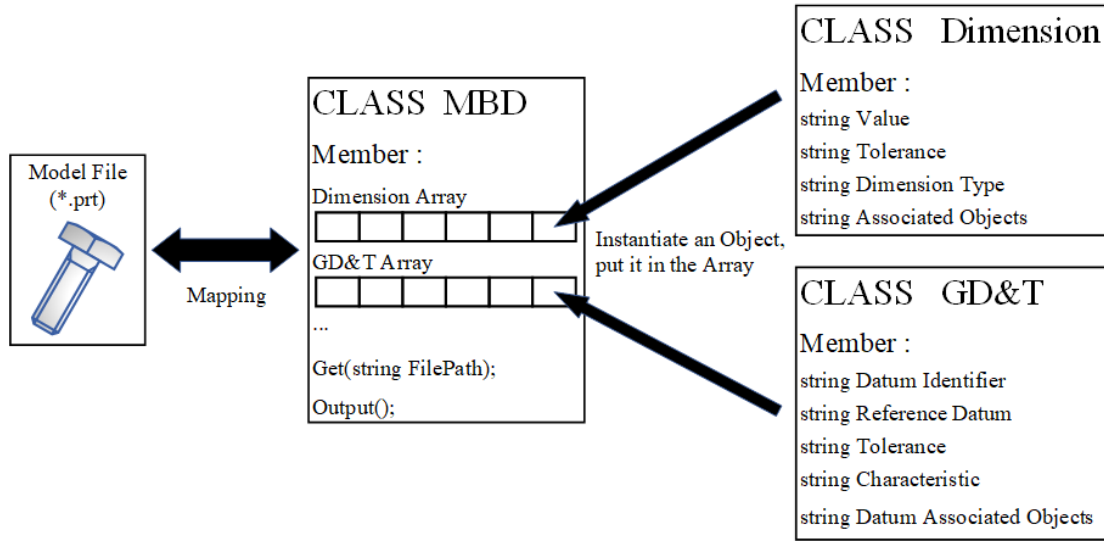 Model File
(*.prt)
Mapping
CLASS MBD
Member :
Dimension Array
GD&T Array
...
Get(string FilePath);
Output();
Instantiate an Object,
put it in the Array
CLASS Dimension
Member :
string Value
string Tolerance
string Dimension Type
string Associated Objects
CLASS GD&T
Member :
string Datum Identifier
string Reference Datum
string Tolerance
string Characteristic
string Datum Associated Objects